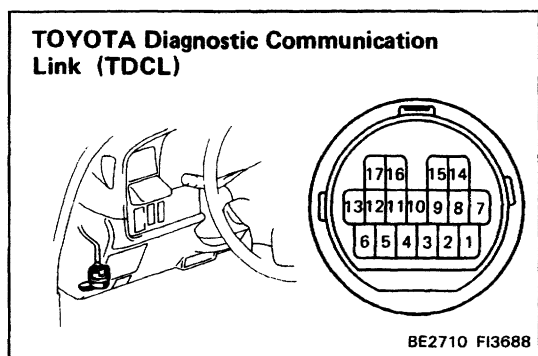 TOYOTA Diagnostic Communication
Link (TDCL)
17 16 15 14
13 12 11 10 9 8 7
6 5 4 3 2 1
BE2710 FI3688